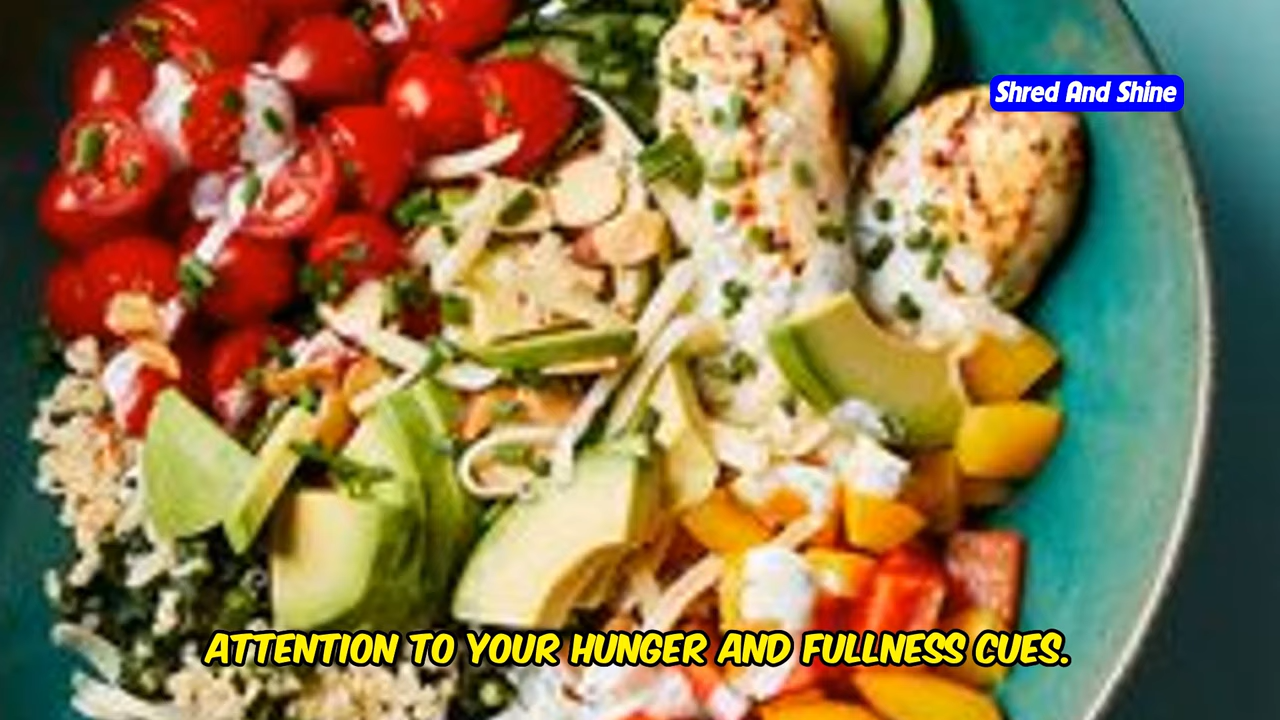 Shred And Shine
ATTENTION TO YOUR HUNGER AND FULLNESS CUES.